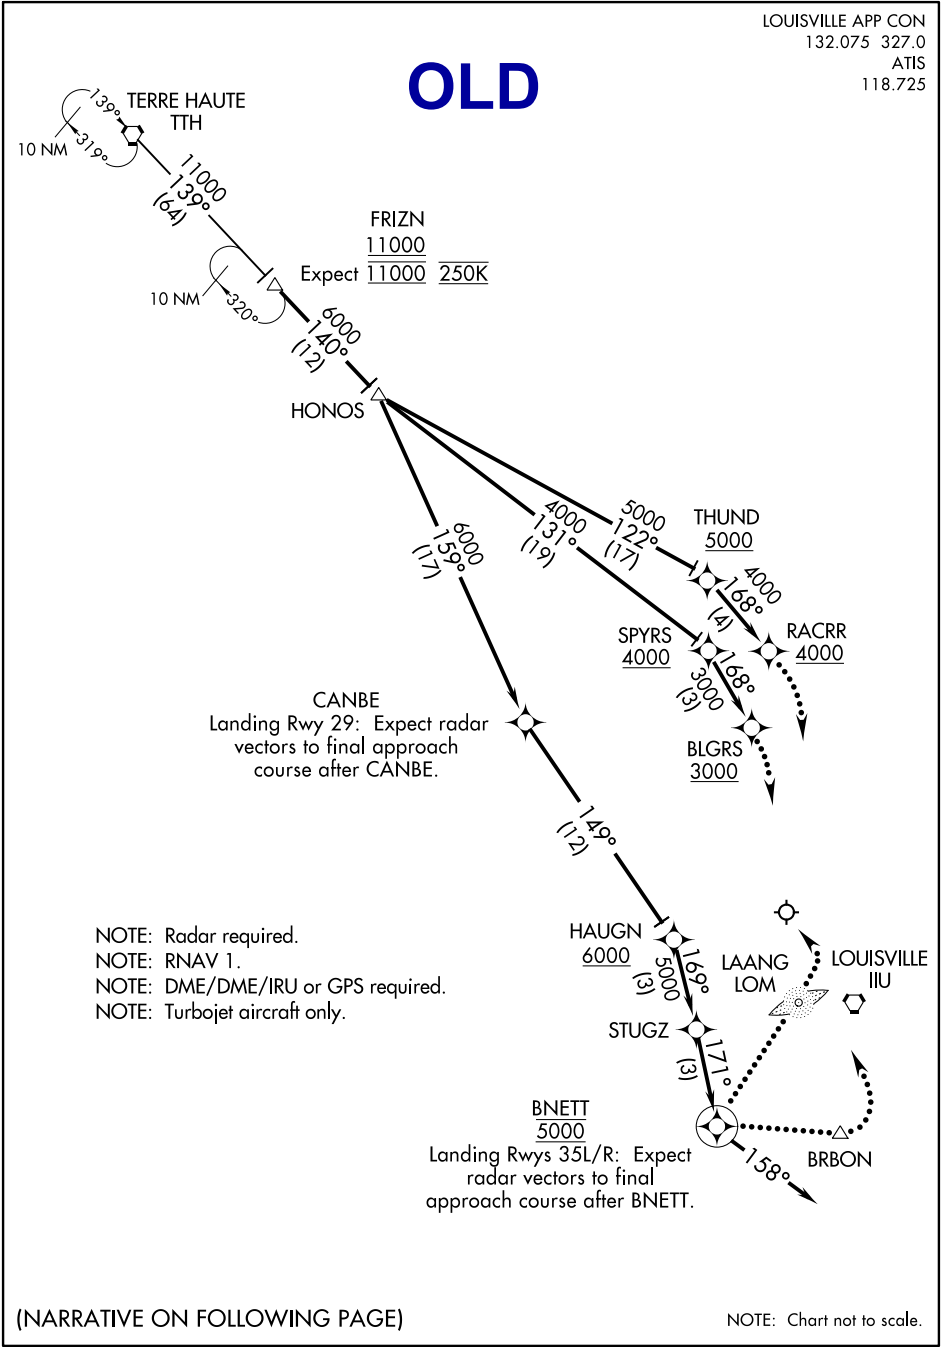 LOUISVILLE APP CON
132.075 327.0
ATIS
118.725
OLD
TERRE HAUTE
TTH
139°
319°
10 NM
11000
139°
(64)
FRIZN
11000
Expect 11000 250K
10 NM
320°
6000
140°
(12)
HONOS
5000
122°
(17)
4000
131°
(19)
6000
159°
(17)
THUND
5000
4000
168°
(4)
RACRR
4000
SPYRS
4000
168°
3000
(3)
BLGRS
3000
CANBE
Landing Rwy 29: Expect radar
vectors to final approach
course after CANBE.
149°
(12)
HAUGN
6000
169°
5000
(3)
LAANG
LOM
LOUISVILLE
IIU
NOTE: Radar required.
NOTE: RNAV 1.
NOTE: DME/DME/IRU or GPS required.
NOTE: Turbojet aircraft only.
STUGZ
171°
(3)
BNETT
5000
Landing Rwys 35L/R: Expect
radar vectors to final
approach course after BNETT.
158°
BRBON
(NARRATIVE ON FOLLOWING PAGE)
NOTE: Chart not to scale.